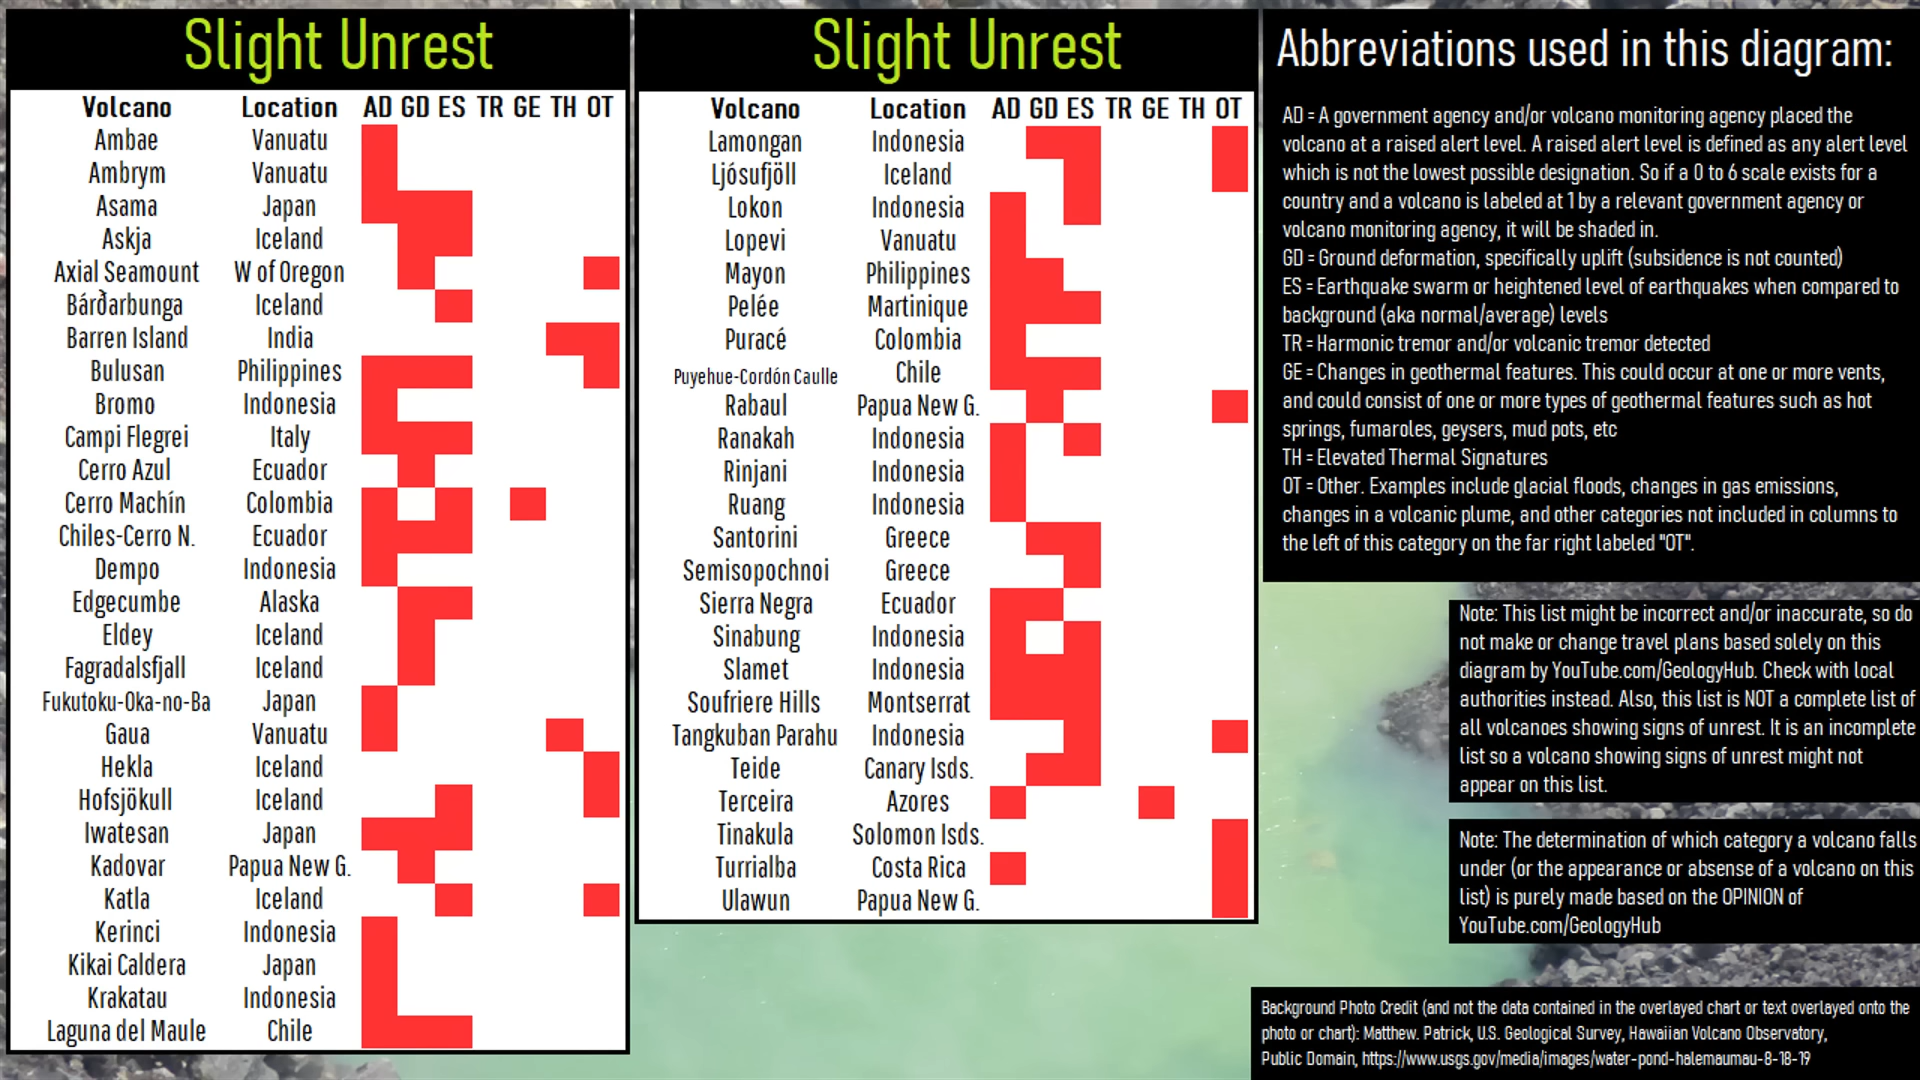 Slight Unrest
Volcano Location AD GD ES TR GE TH OT
Ambae Vanuatu
Ambrym Vanuatu
Asama Japan
Askja Iceland
Axial Seamount W of Oregon
Bárðarbunga Iceland
Barren Island India
Bulusan Philippines
Bromo Indonesia
Campi Flegrei Italy
Cerro Azul Ecuador
Cerro Machín Colombia
Chiles-Cerro N. Ecuador
Dempo Indonesia
Edgecumbe Alaska
Eldey Iceland
Fagradalsfjall Iceland
Fukutoku-Oka-no-Ba Japan
Gaua Vanuatu
Hekla Iceland
Hofsjökull Iceland
Iwatesan Japan
Kadovar Papua New G.
Katla Iceland
Kerinci Indonesia
Kikai Caldera Japan
Krakatau Indonesia
Laguna del Maule Chile
Slight Unrest
Volcano Location AD GD ES TR GE TH OT
Lamongan Indonesia
Ljósufjöll Iceland
Lokon Indonesia
Lopevi Vanuatu
Mayon Philippines
Pelée Martinique
Puracé Colombia
Puyehue-Cordón Caulle Chile
Rabaul Papua New G.
Ranakah Indonesia
Rinjani Indonesia
Ruang Indonesia
Santorini Greece
Semisopochnoi Greece
Sierra Negra Ecuador
Sinabung Indonesia
Slamet Indonesia
Soufriere Hills Montserrat
Tangkuban Parahu Indonesia
Teide Canary Isds.
Terceira Azores
Tinakula Solomon Isds.
Turrialba Costa Rica
Ulawun Papua New G.
Abbreviations used in this diagram:
AD = A government agency and/or volcano monitoring agency placed the
volcano at a raised alert level. A raised alert level is defined as any alert level
which is not the lowest possible designation. So if a 0 to 6 scale exists for a
country and a volcano is labeled at 1 by a relevant government agency or
volcano monitoring agency, it will be shaded in.
GD = Ground deformation, specifically uplift (subsidence is not counted)
ES = Earthquake swarm or heightened level of earthquakes when compared to
background (aka normal/average) levels
TR = Harmonic tremor and/or volcanic tremor detected
GE = Changes in geothermal features. This could occur at one or more vents,
and could consist of one or more types of geothermal features such as hot
springs, fumaroles, geysers, mud pots, etc
TH = Elevated Thermal Signatures
OT = Other. Examples include glacial floods, changes in gas emissions,
changes in a volcanic plume, and other categories not included in columns to
the left of this category on the far right labeled "OT".
Note: This list might be incorrect and/or inaccurate, so do
not make or change travel plans based solely on this
diagram by YouTube.com/GeologyHub. Check with local
authorities instead. Also, this list is NOT a complete list of
all volcanoes showing signs of unrest. It is an incomplete
list so a volcano showing signs of unrest might not
appear on this list.
Note: The determination of which category a volcano falls
under (or the appearance or absense of a volcano on this
list) is purely made based on the OPINION of
YouTube.com/GeologyHub
Background Photo Credit (and not the data contained in the overlayed chart or text overlayed onto the
photo or chart): Matthew. Patrick, U.S. Geological Survey, Hawaiian Volcano Observatory,
Public Domain, https://www.usgs.gov/media/images/water-pond-halemaumau-8-18-19